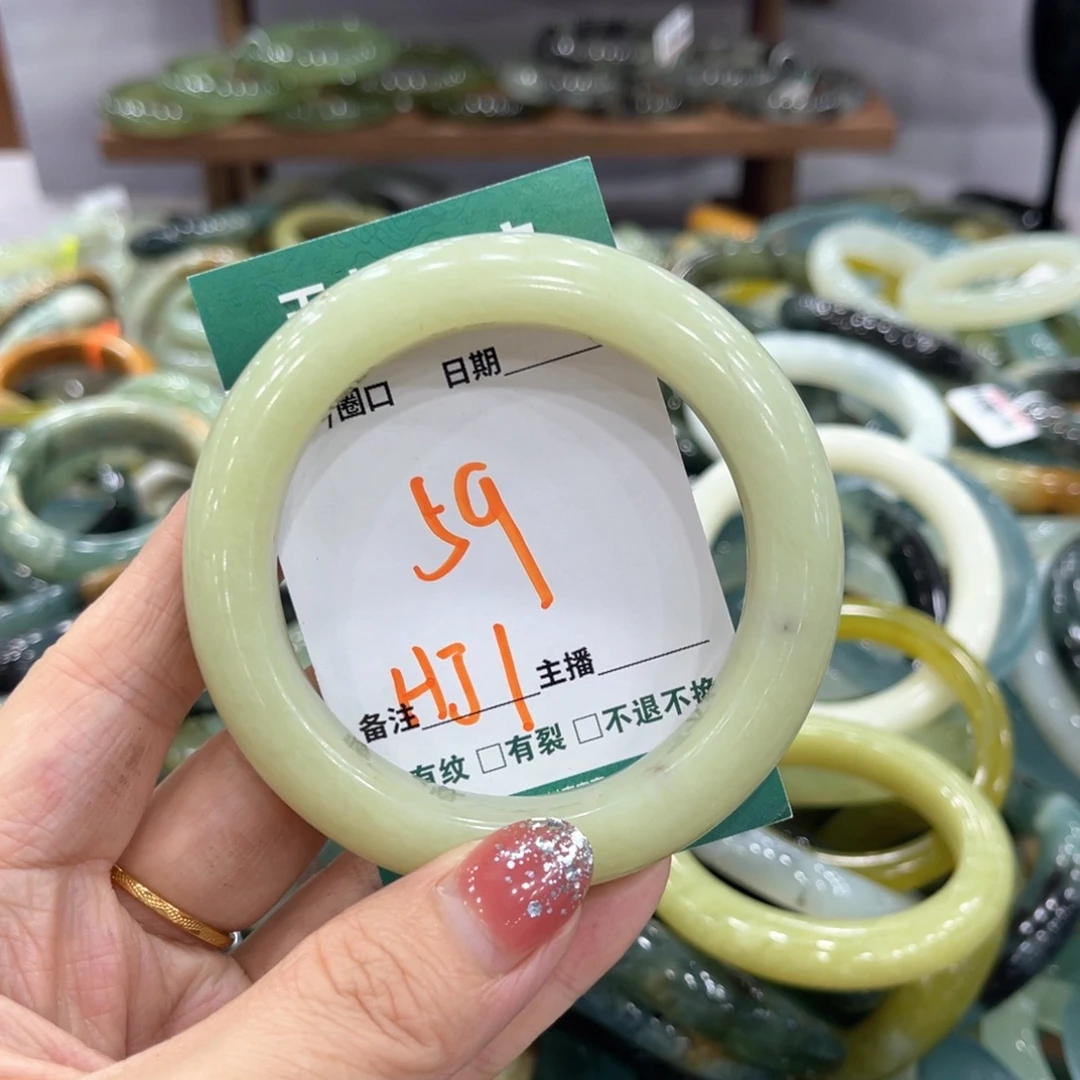 圈口 日期
59
HJ1
备注 主播
有纹 □有裂 □不退不换